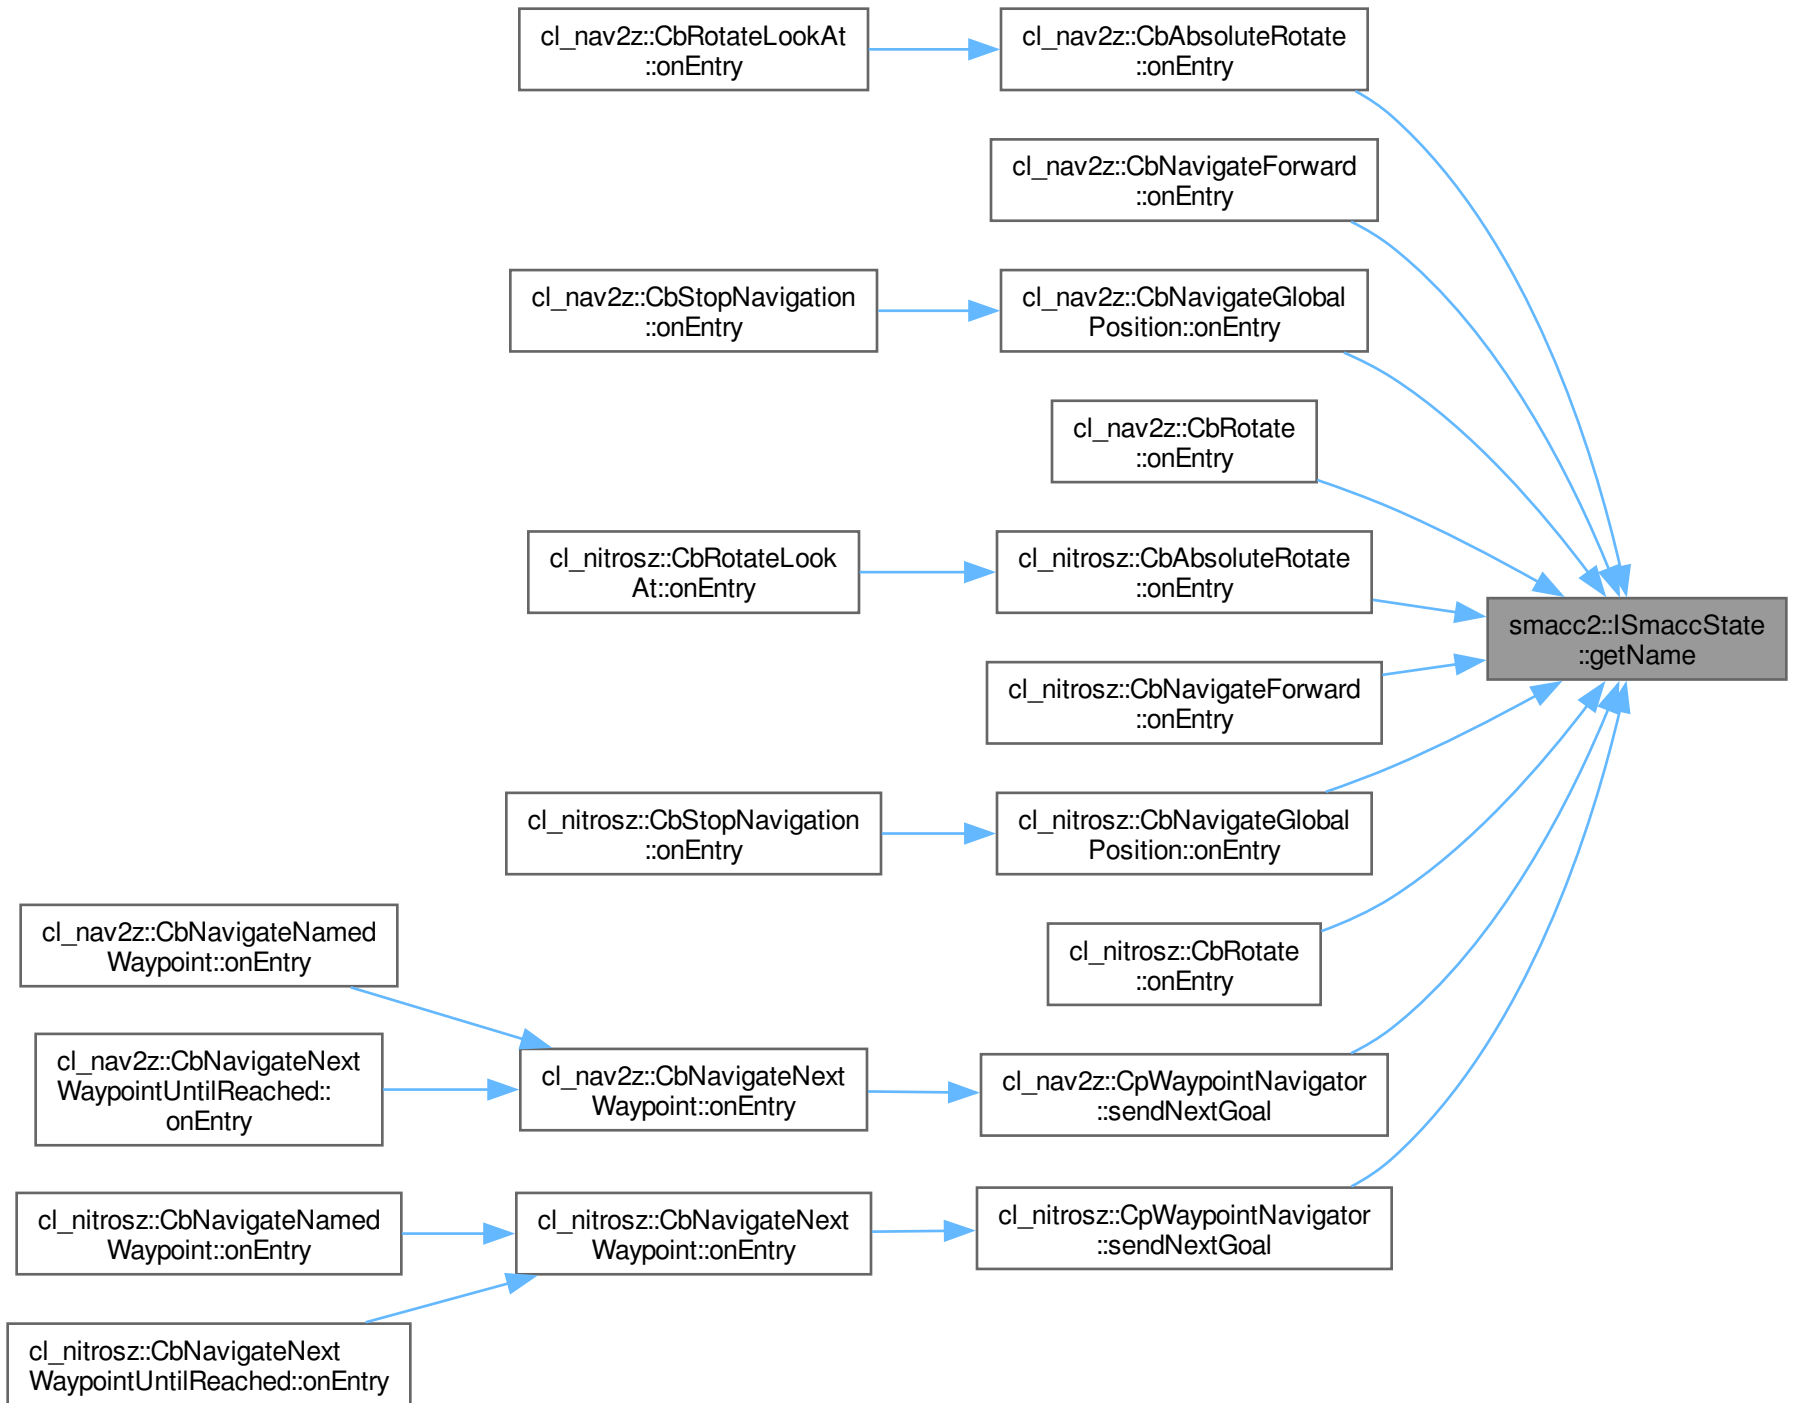 cl_nav2z::CbRotateLookAt
::onEntry
cl_nav2z::CbAbsoluteRotate
::onEntry
cl_nav2z::CbNavigateForward
::onEntry
cl_nav2z::CbStopNavigation
::onEntry
cl_nav2z::CbNavigateGlobal
Position::onEntry
cl_nav2z::CbRotate
::onEntry
cl_nitrosz::CbRotateLook
At::onEntry
cl_nitrosz::CbAbsoluteRotate
::onEntry
smacc2::ISmaccState
::getName
cl_nitrosz::CbNavigateForward
::onEntry
cl_nitrosz::CbStopNavigation
::onEntry
cl_nitrosz::CbNavigateGlobal
Position::onEntry
cl_nitrosz::CbRotate
::onEntry
cl_nav2z::CbNavigateNamed
Waypoint::onEntry
cl_nav2z::CbNavigateNext
WaypointUntilReached::
onEntry
cl_nav2z::CbNavigateNext
Waypoint::onEntry
cl_nav2z::CpWaypointNavigator
::sendNextGoal
cl_nitrosz::CbNavigateNamed
Waypoint::onEntry
cl_nitrosz::CbNavigateNext
Waypoint::onEntry
cl_nitrosz::CpWaypointNavigator
::sendNextGoal
cl_nitrosz::CbNavigateNext
WaypointUntilReached::onEntry